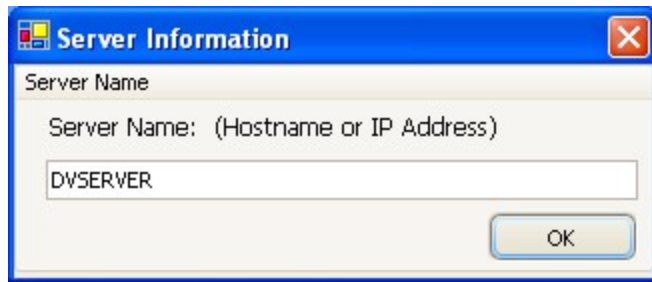 Server Information
Server Name
Server Name: (Hostname or IP Address)
DVSERVER
OK